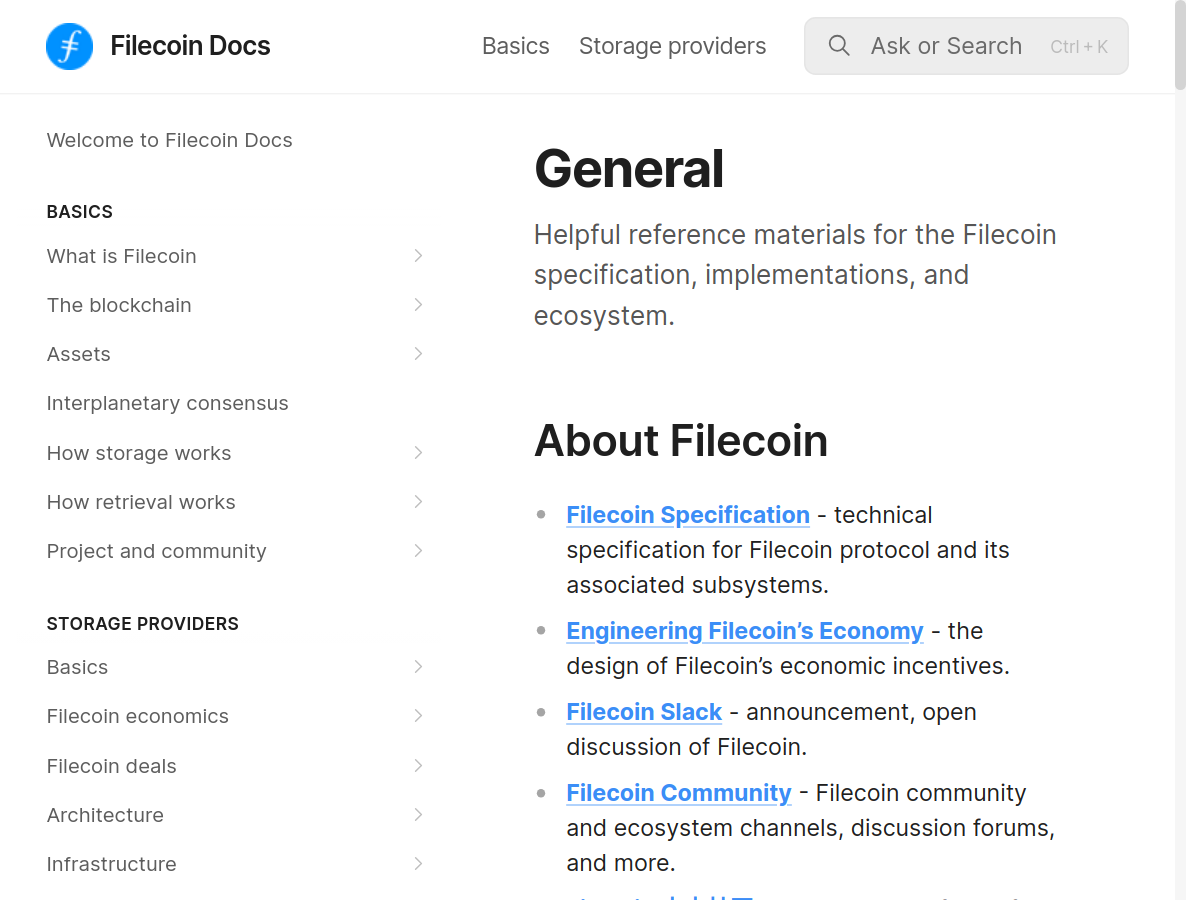 Filecoin Docs
Basics
Storage providers
Ask or Search
Ctrl + K
Welcome to Filecoin Docs
BASICS
What is Filecoin
The blockchain
Assets
Interplanetary consensus
How storage works
How retrieval works
Project and community
STORAGE PROVIDERS
Basics
Filecoin economics
Filecoin deals
Architecture
Infrastructure
General
Helpful reference materials for the Filecoin
specification, implementations, and
ecosystem.
About Filecoin
Filecoin Specification - technical
specification for Filecoin protocol and its
associated subsystems.
Engineering Filecoin’s Economy - the
design of Filecoin’s economic incentives.
Filecoin Slack - announcement, open
discussion of Filecoin.
Filecoin Community - Filecoin community
and ecosystem channels, discussion forums,
and more.